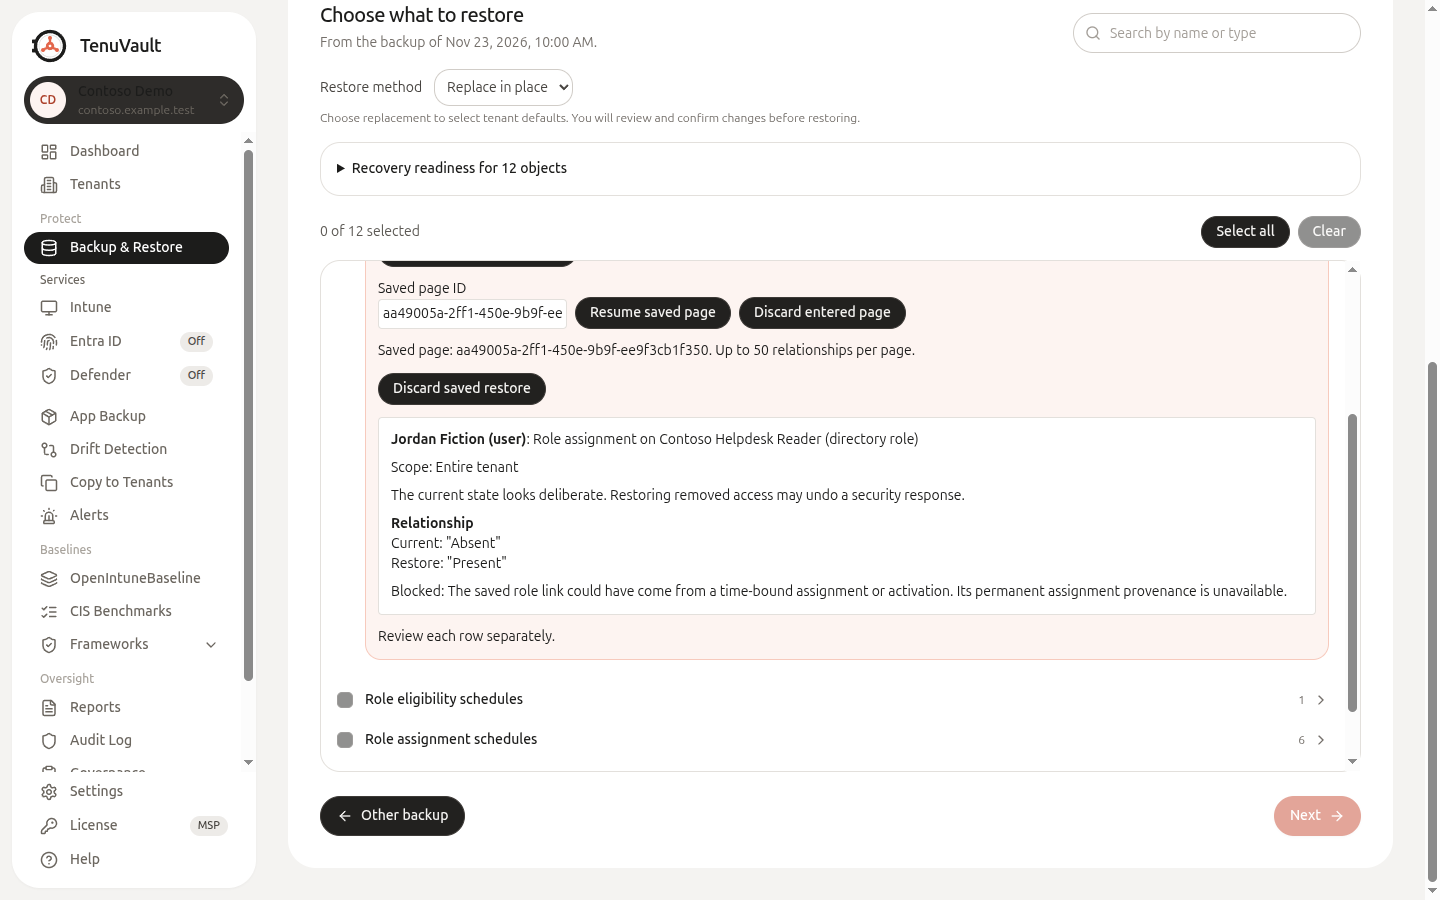 TenuVault
CD
Contoso Demo
contoso.example.test
Dashboard
Tenants
Protect
Backup & Restore
Services
Intune
Entra ID
Off
Defender
Off
App Backup
Drift Detection
Copy to Tenants
Alerts
Baselines
OpenIntuneBaseline
CIS Benchmarks
Frameworks
Oversight
Reports
Audit Log
Settings
License
MSP
Help
Choose what to restore
From the backup of Nov 23, 2026, 10:00 AM.
Search by name or type
Restore method
Replace in place
Choose replacement to select tenant defaults. You will review and confirm changes before restoring.
Recovery readiness for 12 objects
0 of 12 selected
Select all
Clear
Saved page ID
aa49005a-2ff1-450e-9b9f-ee
Resume saved page
Discard entered page
Saved page: aa49005a-2ff1-450e-9b9f-ee9f3cb1f350. Up to 50 relationships per page.
Discard saved restore
Jordan Fiction (user): Role assignment on Contoso Helpdesk Reader (directory role)
Scope: Entire tenant
The current state looks deliberate. Restoring removed access may undo a security response.
Relationship
Current: "Absent"
Restore: "Present"
Blocked: The saved role link could have come from a time-bound assignment or activation. Its permanent assignment provenance is unavailable.
Review each row separately.
Role eligibility schedules
1
Role assignment schedules
6
Other backup
Next